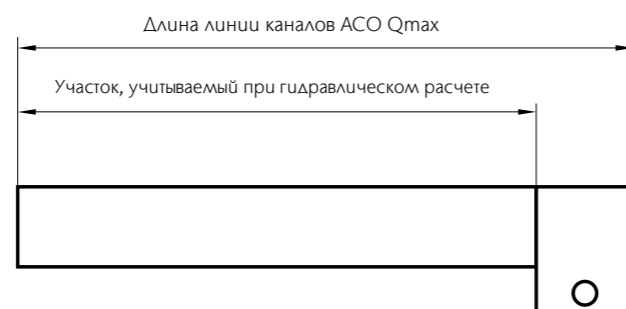 Длина линии каналов ACO Qmax
Участок, учитываемый при гидравлическом расчете